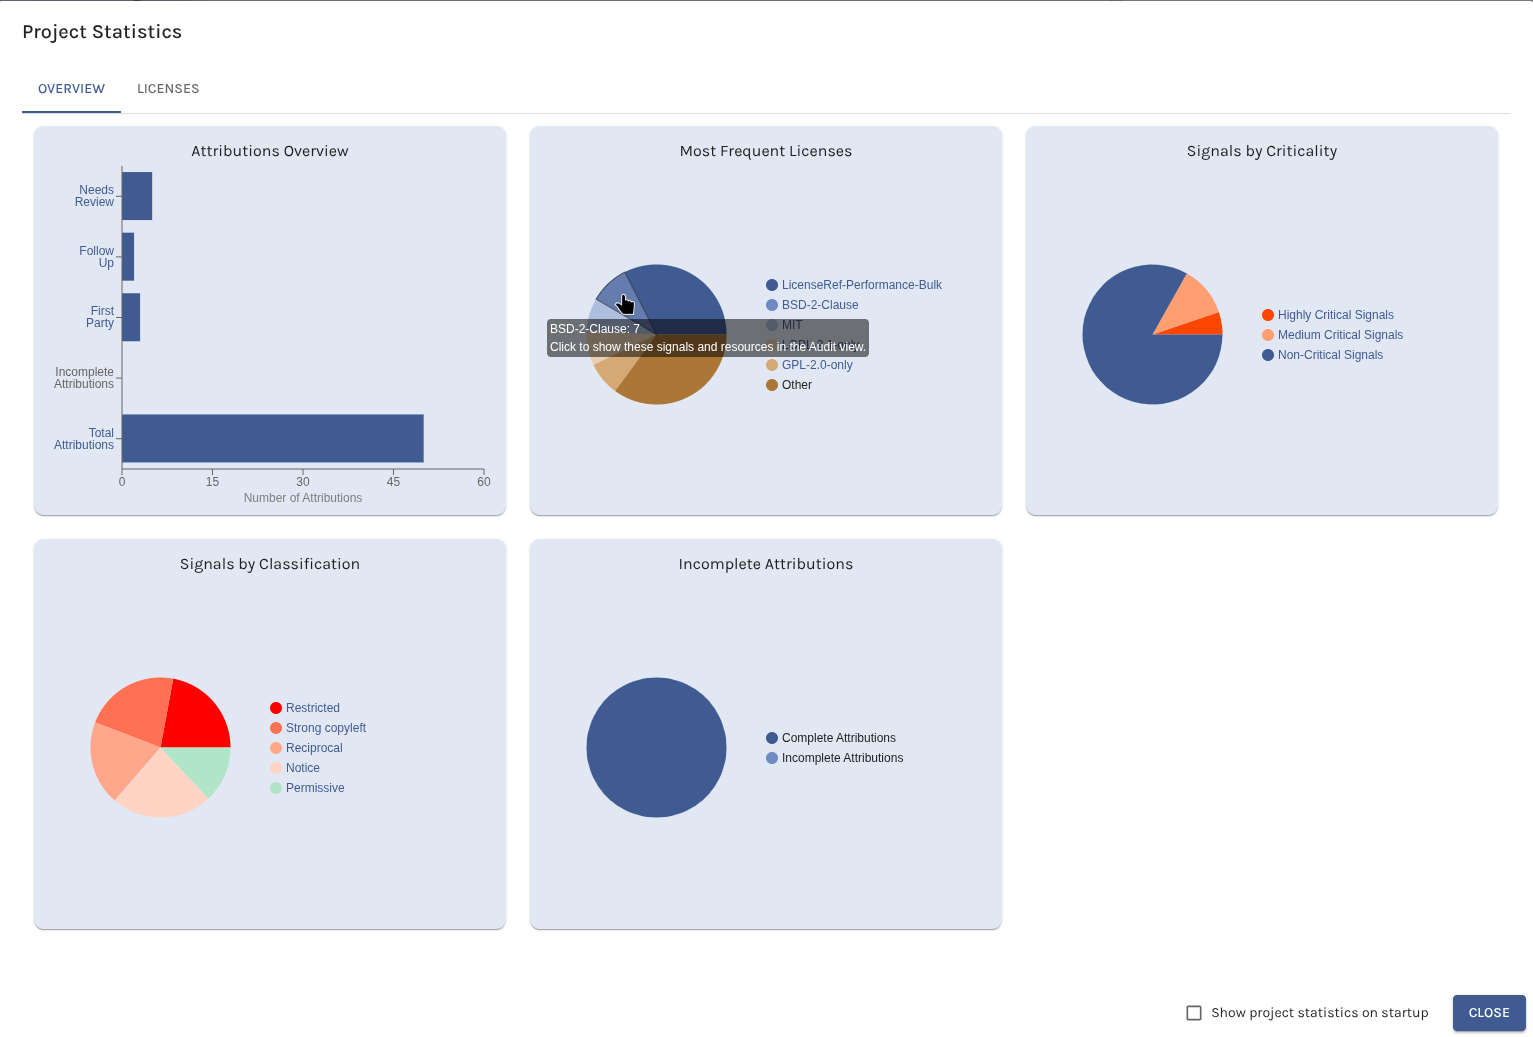 Project Statistics
OVERVIEW
LICENSES
Attributions Overview
Needs
Review
Follow
Up
First
Party
Incomplete
Attributions
Total
Attributions
0
15
30
45
60
Number of Attributions
Most Frequent Licenses
LicenseRef-Performance-Bulk
BSD-2-Clause
MIT
GPL-2.0-only
Other
BSD-2-Clause: 7
Click to show these signals and resources in the Audit view.
Signals by Criticality
Highly Critical Signals
Medium Critical Signals
Non-Critical Signals
Signals by Classification
Restricted
Strong copyleft
Reciprocal
Notice
Permissive
Incomplete Attributions
Complete Attributions
Incomplete Attributions
Show project statistics on startup
CLOSE